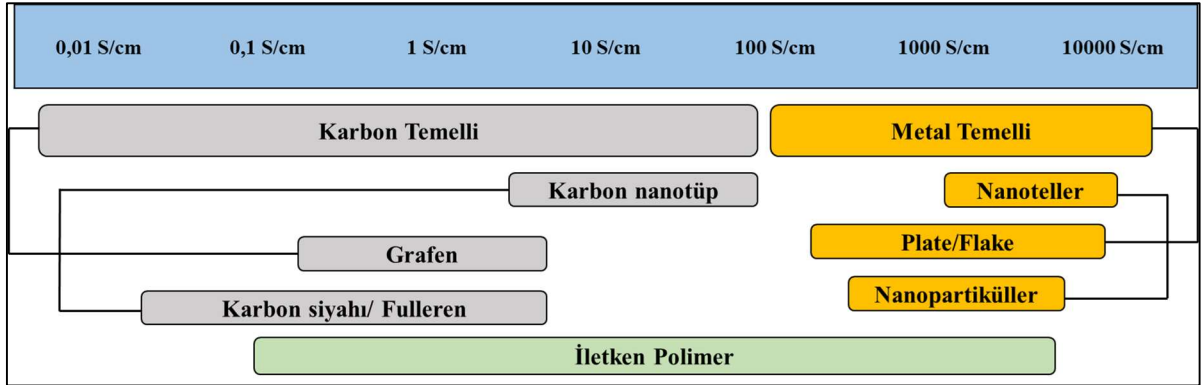 0,01 S/cm 0,1 S/cm 1 S/cm 10 S/cm 100 S/cm 1000 S/cm 10000 S/cm
Karbon Temelli Metal Temelli
Karbon nanotüp Nanoteller
Grafen Plate/Flake
Karbon siyahı/ Fulleren Nanopartiküller
İletken Polimer